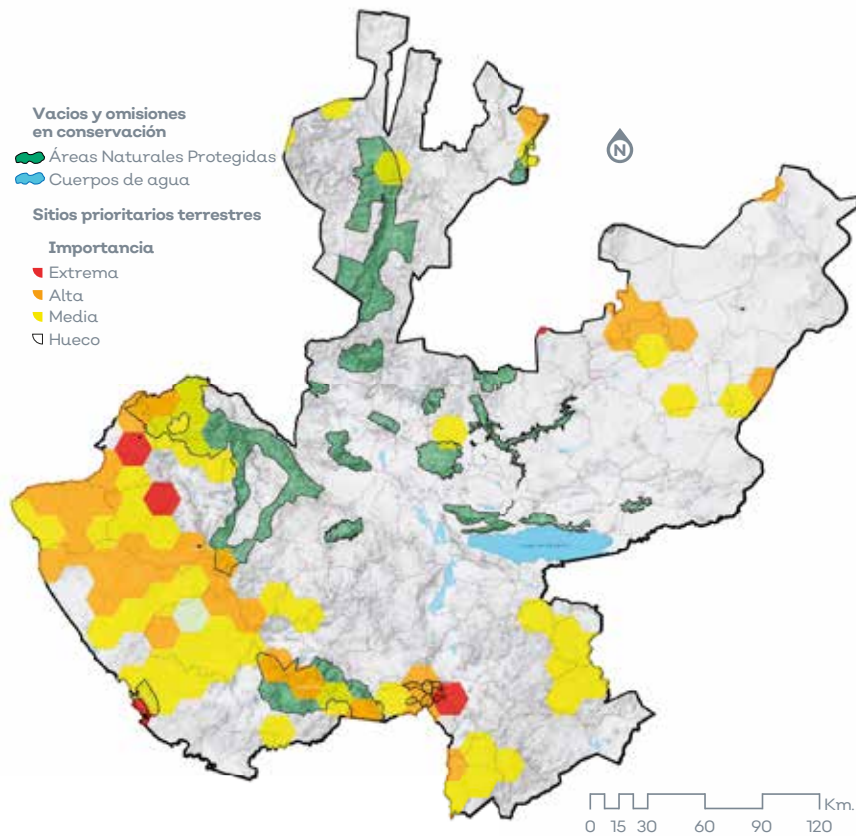 Vacios y omisiones
en conservación
Áreas Naturales Protegidas
Cuerpos de agua
Sitios prioritarios terrestres
Importancia
Extrema
Alta
Media
Hueco
N
Km.
0 15 30 60 90 120